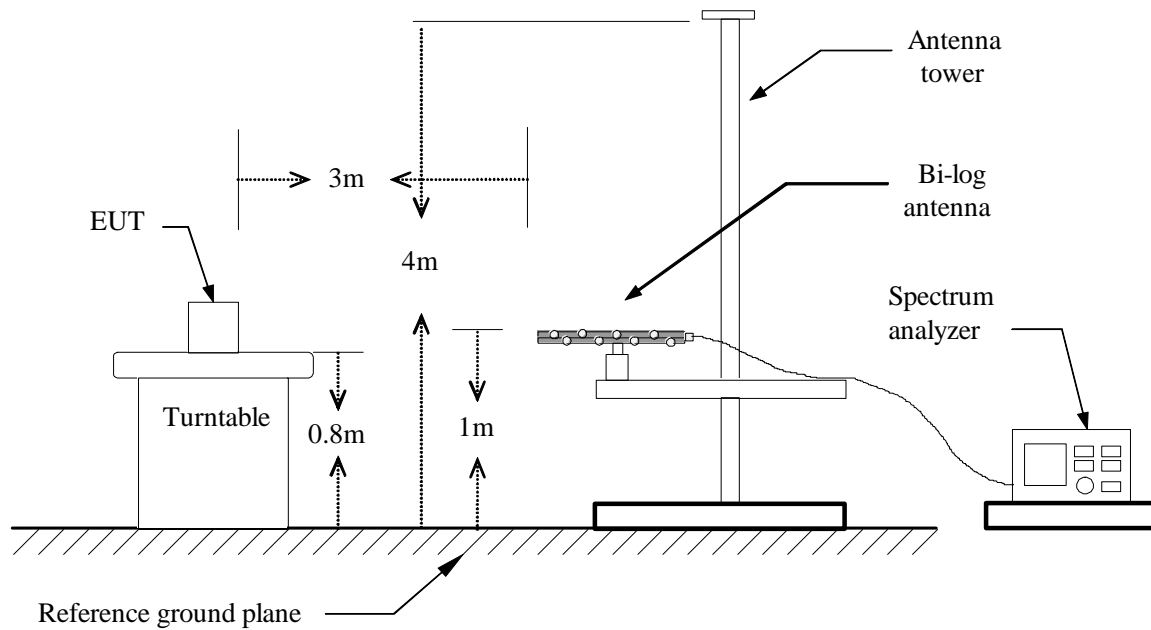 Antenna
tower
3m
Bi-log
antenna
EUT
4m
Spectrum
analyzer
Turntable
0.8m
1m
Reference ground plane